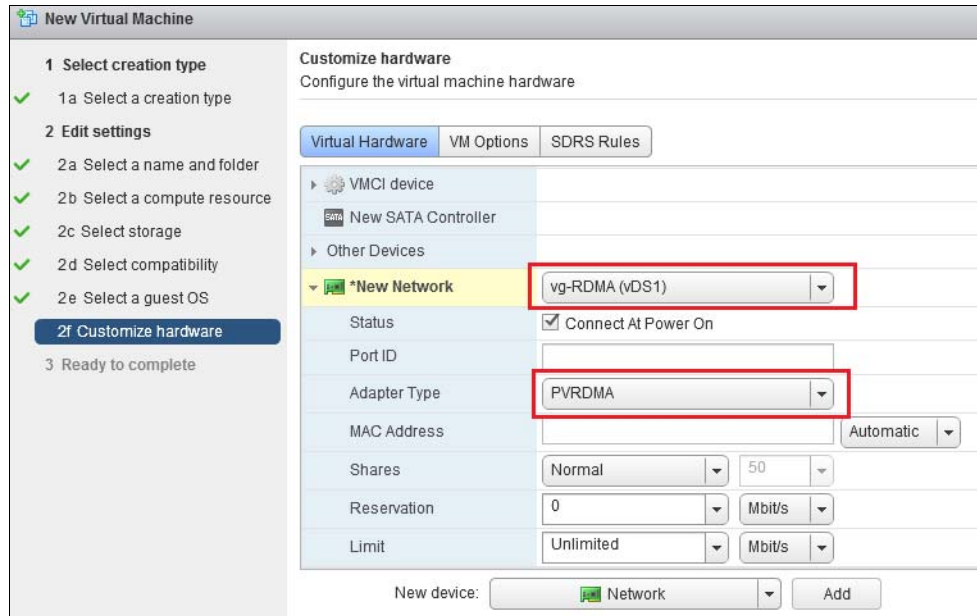 New Virtual Machine
1 Select creation type
1a Select a creation type
2 Edit settings
2a Select a name and folder
2b Select a compute resource
2c Select storage
2d Select compatibility
2e Select a guest OS
2f Customize hardware
3 Ready to complete
Customize hardware
Configure the virtual machine hardware
Virtual Hardware VM Options SDRS Rules
VMCI device
SATA New SATA Controller
Other Devices
*New Network vg-RDMA (vDS1)
Status Connect At Power On
Port ID
Adapter Type PVRDMA
MAC Address Automatic
Shares Normal 50
Reservation 0 Mbit/s
Limit Unlimited Mbit/s
New device: Network Add